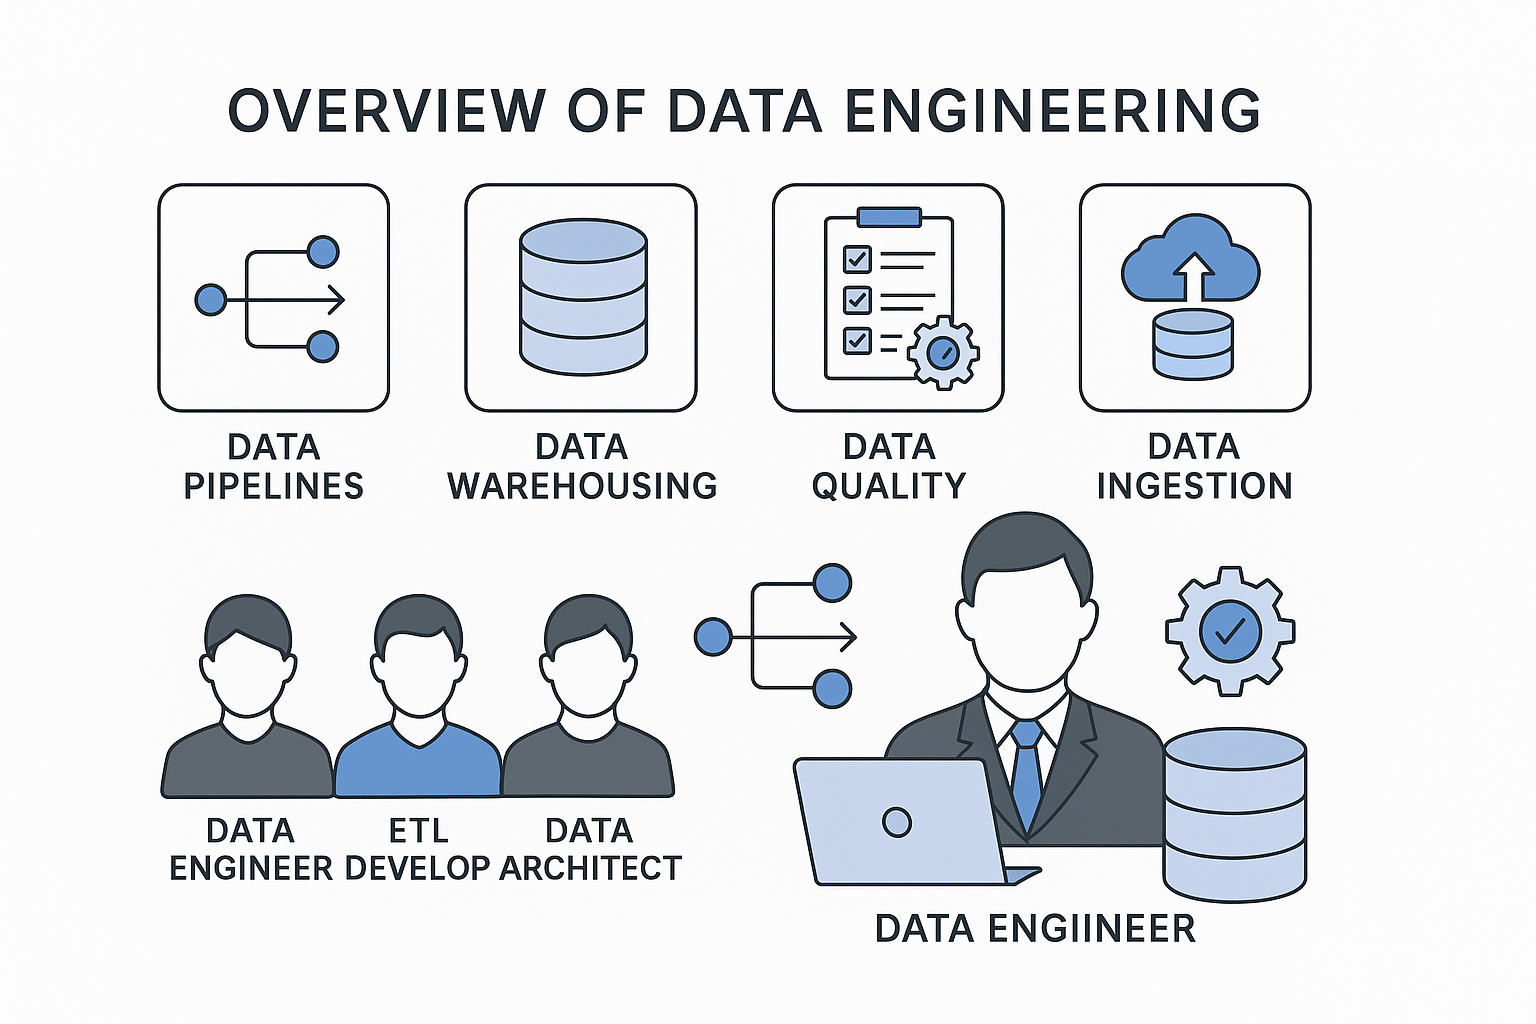 OVERVIEW OF DATA ENGINEERING
DATA
PIPELINES
DATA
WAREHOUSING
DATA
QUALITY
DATA
INGESTION
DATA
ENGINEER
ETL
DEVELOP
DATA
ARCHITECT
DATA ENGIINEER